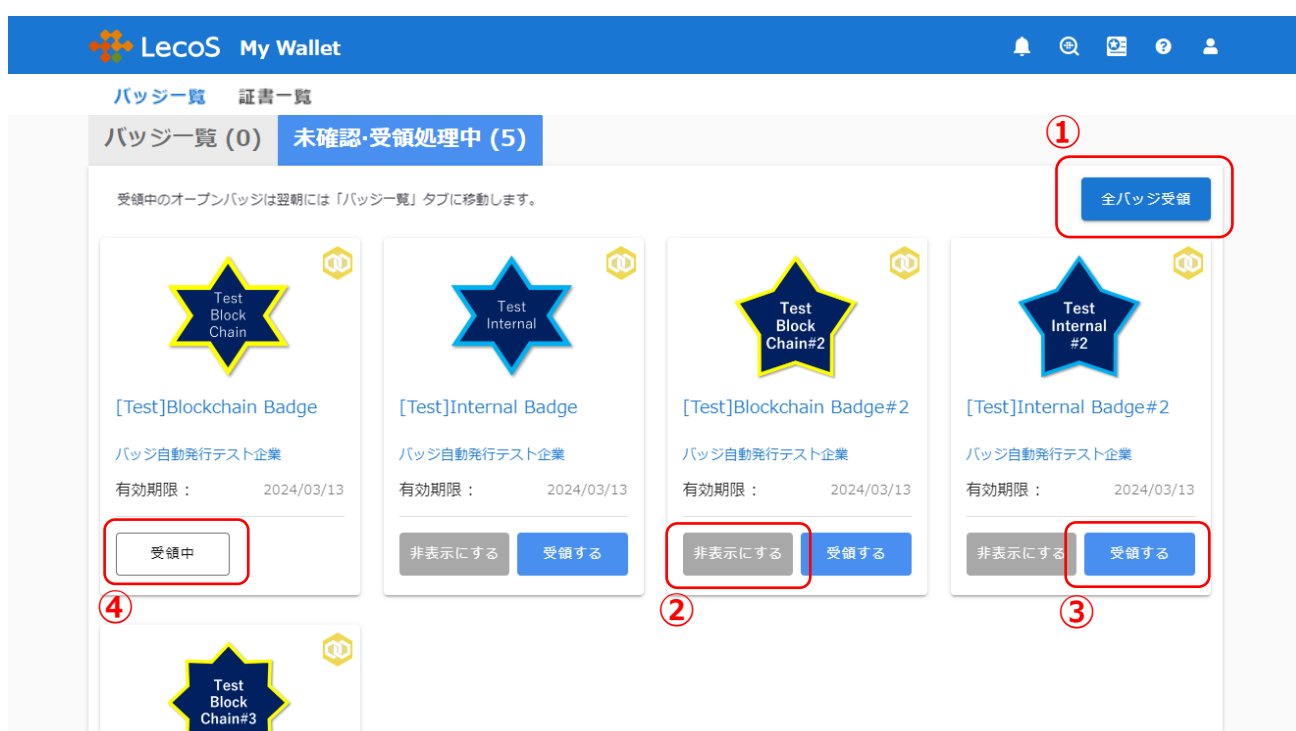 LecoS My Wallet
バッジ一覧 証書一覧
バッジ一覧 (0) 未確認・受領処理中 (5)
①
受領中のオープンバッジは翌朝には「バッジ一覧」タブに移動します。
全バッジ受領
Test
Block
Chain
Test
Internal
Test
Block
Chain#2
Test
Internal
#2
[Test]Blockchain Badge
[Test]Internal Badge
[Test]Blockchain Badge#2
[Test]Internal Badge#2
バッジ自動発行テスト企業
バッジ自動発行テスト企業
バッジ自動発行テスト企業
バッジ自動発行テスト企業
有効期限： 2024/03/13
有効期限： 2024/03/13
有効期限： 2024/03/13
有効期限： 2024/03/13
受領中
非表示にする 受領する
非表示にする 受領する
非表示にする 受領する
④
②
③
Test
Block
Chain#3